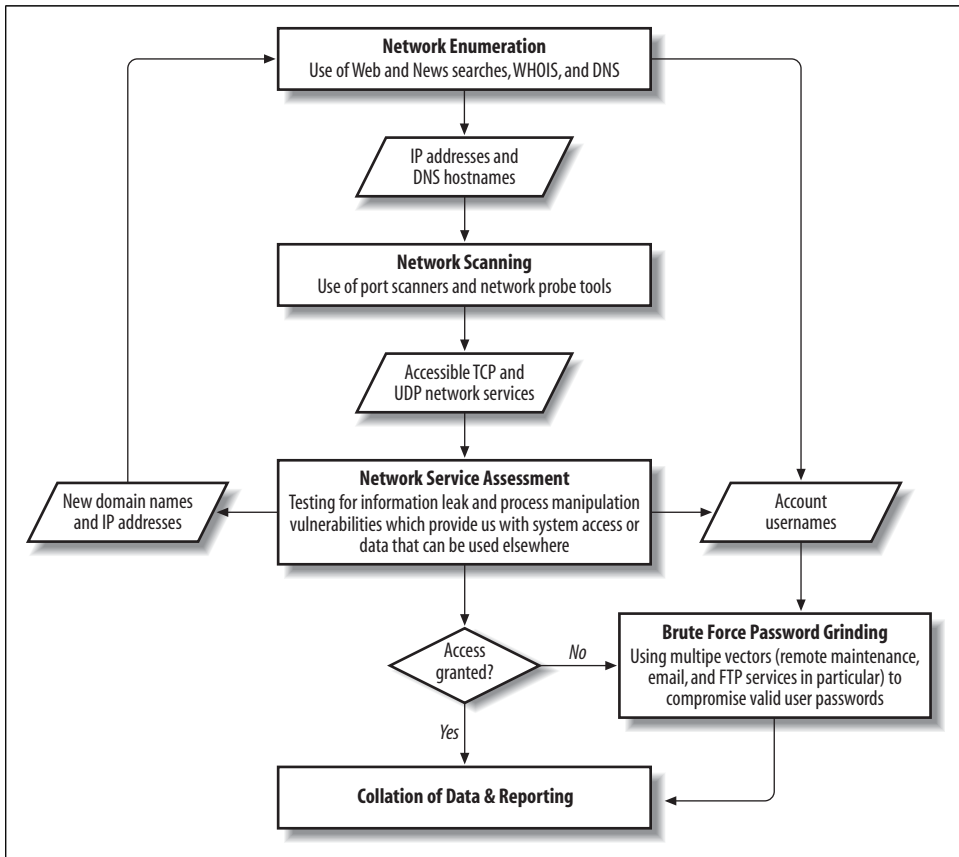 Network Enumeration
Use of Web and News searches, WHOIS, and DNS
IP addresses and
DNS hostnames
Network Scanning
Use of port scanners and network probe tools
Accessible TCP and
UDP network services
Network Service Assessment
Testing for information leak and process manipulation
vulnerabilities which provide us with system access or
data that can be used elsewhere
New domain names
and IP addresses
Account
usernames
Access
granted?
No
Yes
Brute Force Password Grinding
Using multipe vectors (remote maintenance,
email, and FTP services in particular) to
compromise valid user passwords
Collation of Data & Reporting